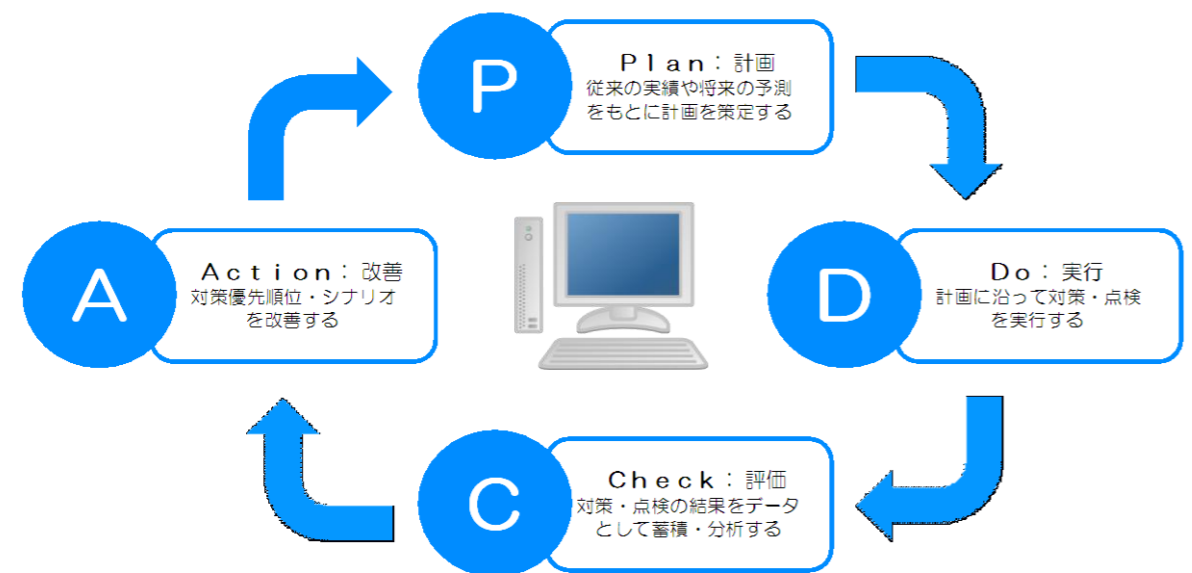 P
Plan：計画
従来の実績や将来の予測
をもとに計画を策定する
A
Action：改善
対策優先順位・シナリオ
を改善する
D
Do：実行
計画に沿って対策・点検
を実行する
C
Check：評価
対策・点検の結果をデータ
として蓄積・分析する